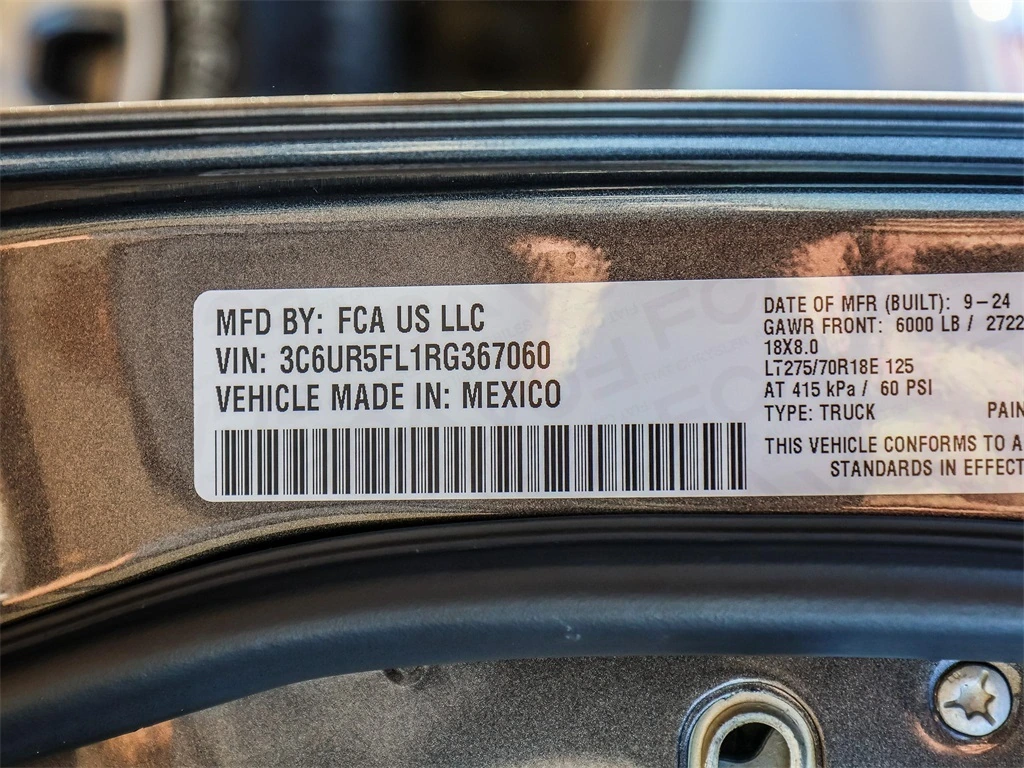 MFD BY: FCA US LLC
VIN: 3C6UR5FL1RG367060
VEHICLE MADE IN: MEXICO
DATE OF MFR (BUILT): 9-24
GAWR FRONT: 6000 LB / 2722
18X8.0
LT275/70R18E 125
AT 415 kPa / 60 PSI
TYPE: TRUCK PAIN
THIS VEHICLE CONFORMS TO A
STANDARDS IN EFFECT